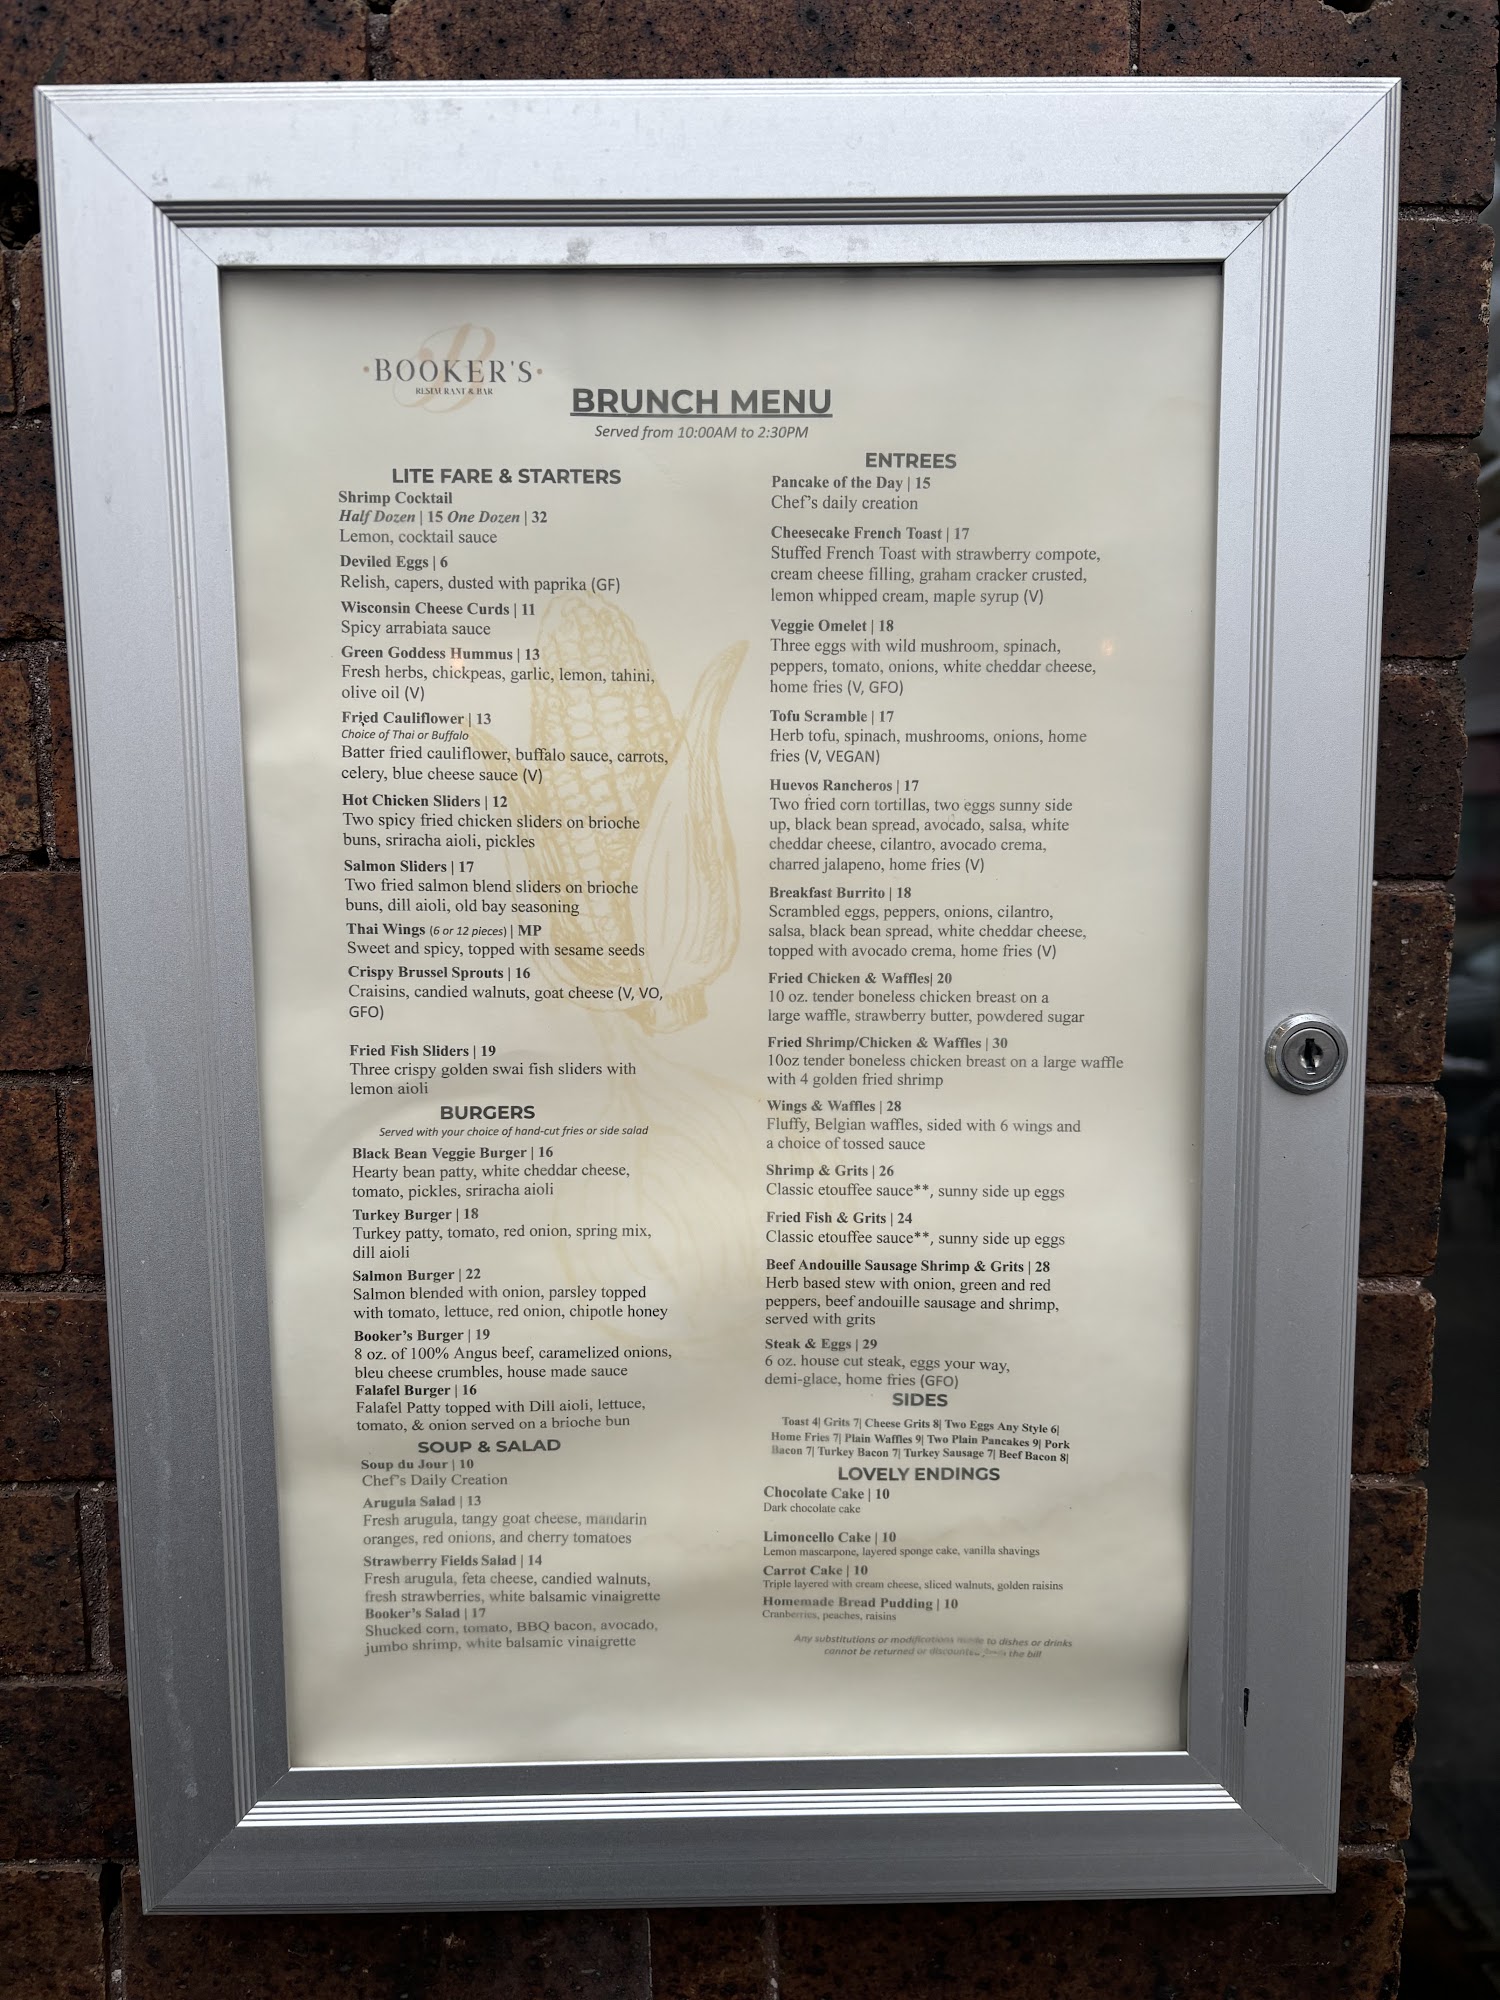 BOOKER'S
RESTAURANT & BAR
BRUNCH MENU
Served from 10:00AM to 2:30PM
LITE FARE & STARTERS
Shrimp Cocktail
Half Dozen | 15 One Dozen | 32
Lemon, cocktail sauce
Deviled Eggs | 6
Relish, capers, dusted with paprika (GF)
Wisconsin Cheese Curds | 11
Spicy arrabiata sauce
Green Goddess Hummus | 13
Fresh herbs, chickpeas, garlic, lemon, tahini,
olive oil (V)
Fried Cauliflower | 13
Choice of Thai or Buffalo
Batter fried cauliflower, buffalo sauce, carrots,
celery, blue cheese sauce (V)
Hot Chicken Sliders | 12
Two spicy fried chicken sliders on brioche
buns, sriracha aioli, pickles
Salmon Sliders | 17
Two fried salmon blend sliders on brioche
buns, dill aioli, old bay seasoning
Thai Wings (6 or 12 pieces) | MP
Sweet and spicy, topped with sesame seeds
Crispy Brussel Sprouts | 16
Craisins, candied walnuts, goat cheese (V, VO,
GFO)
Fried Fish Sliders | 19
Three crispy golden swai fish sliders with
lemon aioli
BURGERS
Served with your choice of hand-cut fries or side salad
Black Bean Veggie Burger | 16
Hearty bean patty, white cheddar cheese,
tomato, pickles, sriracha aioli
Turkey Burger | 18
Turkey patty, tomato, red onion, spring mix,
dill aioli
Salmon Burger | 22
Salmon blended with onion, parsley topped
with tomato, lettuce, red onion, chipotle honey
Booker's Burger | 19
8 oz. of 100% Angus beef, caramelized onions,
bleu cheese crumbles, house made sauce
Falafel Burger | 16
Falafel Patty topped with Dill aioli, lettuce,
tomato, & onion served on a brioche bun
SOUP & SALAD
Soup du Jour | 10
Chef's Daily Creation
Arugula Salad | 13
Fresh arugula, tangy goat cheese, mandarin
oranges, red onions, and cherry tomatoes
Strawberry Fields Salad | 14
Fresh arugula, feta cheese, candied walnuts,
fresh strawberries, white balsamic vinaigrette
Booker's Salad | 17
Shucked corn, tomato, BBQ bacon, avocado,
jumbo shrimp, white balsamic vinaigrette
ENTREES
Pancake of the Day | 15
Chef's daily creation
Cheesecake French Toast | 17
Stuffed French Toast with strawberry compote,
cream cheese filling, graham cracker crusted,
lemon whipped cream, maple syrup (V)
Veggie Omelet | 18
Three eggs with wild mushroom, spinach,
peppers, tomato, onions, white cheddar cheese,
home fries (V, GFO)
Tofu Scramble | 17
Herb tofu, spinach, mushrooms, onions, home
fries (V, VEGAN)
Huevos Rancheros | 17
Two fried corn tortillas, two eggs sunny side
up, black bean spread, avocado, salsa, white
cheddar cheese, cilantro, avocado crema,
charred jalapeno, home fries (V)
Breakfast Burrito | 18
Scrambled eggs, peppers, onions, cilantro,
salsa, black bean spread, white cheddar cheese,
topped with avocado crema, home fries (V)
Fried Chicken & Waffles| 20
10 oz. tender boneless chicken breast on a
large waffle, strawberry butter, powdered sugar
Fried Shrimp/Chicken & Waffles | 30
10oz tender boneless chicken breast on a large waffle
with 4 golden fried shrimp
Wings & Waffles | 28
Fluffy, Belgian waffles, sided with 6 wings and
a choice of tossed sauce
Shrimp & Grits | 26
Classic etouffee sauce**, sunny side up eggs
Fried Fish & Grits | 24
Classic etouffee sauce**, sunny side up eggs
Beef Andouille Sausage Shrimp & Grits | 28
Herb based stew with onion, green and red
peppers, beef andouille sausage and shrimp,
served with grits
Steak & Eggs | 29
6 oz. house cut steak, eggs your way,
demi-glace, home fries (GFO)
SIDES
Toast 4| Grits 7| Cheese Grits 8| Two Eggs Any Style 6|
Home Fries 7| Plain Waffles 9| Two Plain Pancakes 9| Pork
Bacon 7| Turkey Bacon 7| Turkey Sausage 7| Beef Bacon 8|
LOVELY ENDINGS
Chocolate Cake | 10
Dark chocolate cake
Limoncello Cake | 10
Lemon mascarpone, layered sponge cake, vanilla shavings
Carrot Cake | 10
Triple layered with cream cheese, sliced walnuts, golden raisins
Homemade Bread Pudding | 10
Cranberries, peaches, raisins
Any substitutions or modifications made to dishes or drinks
cannot be returned or discounted from the bill